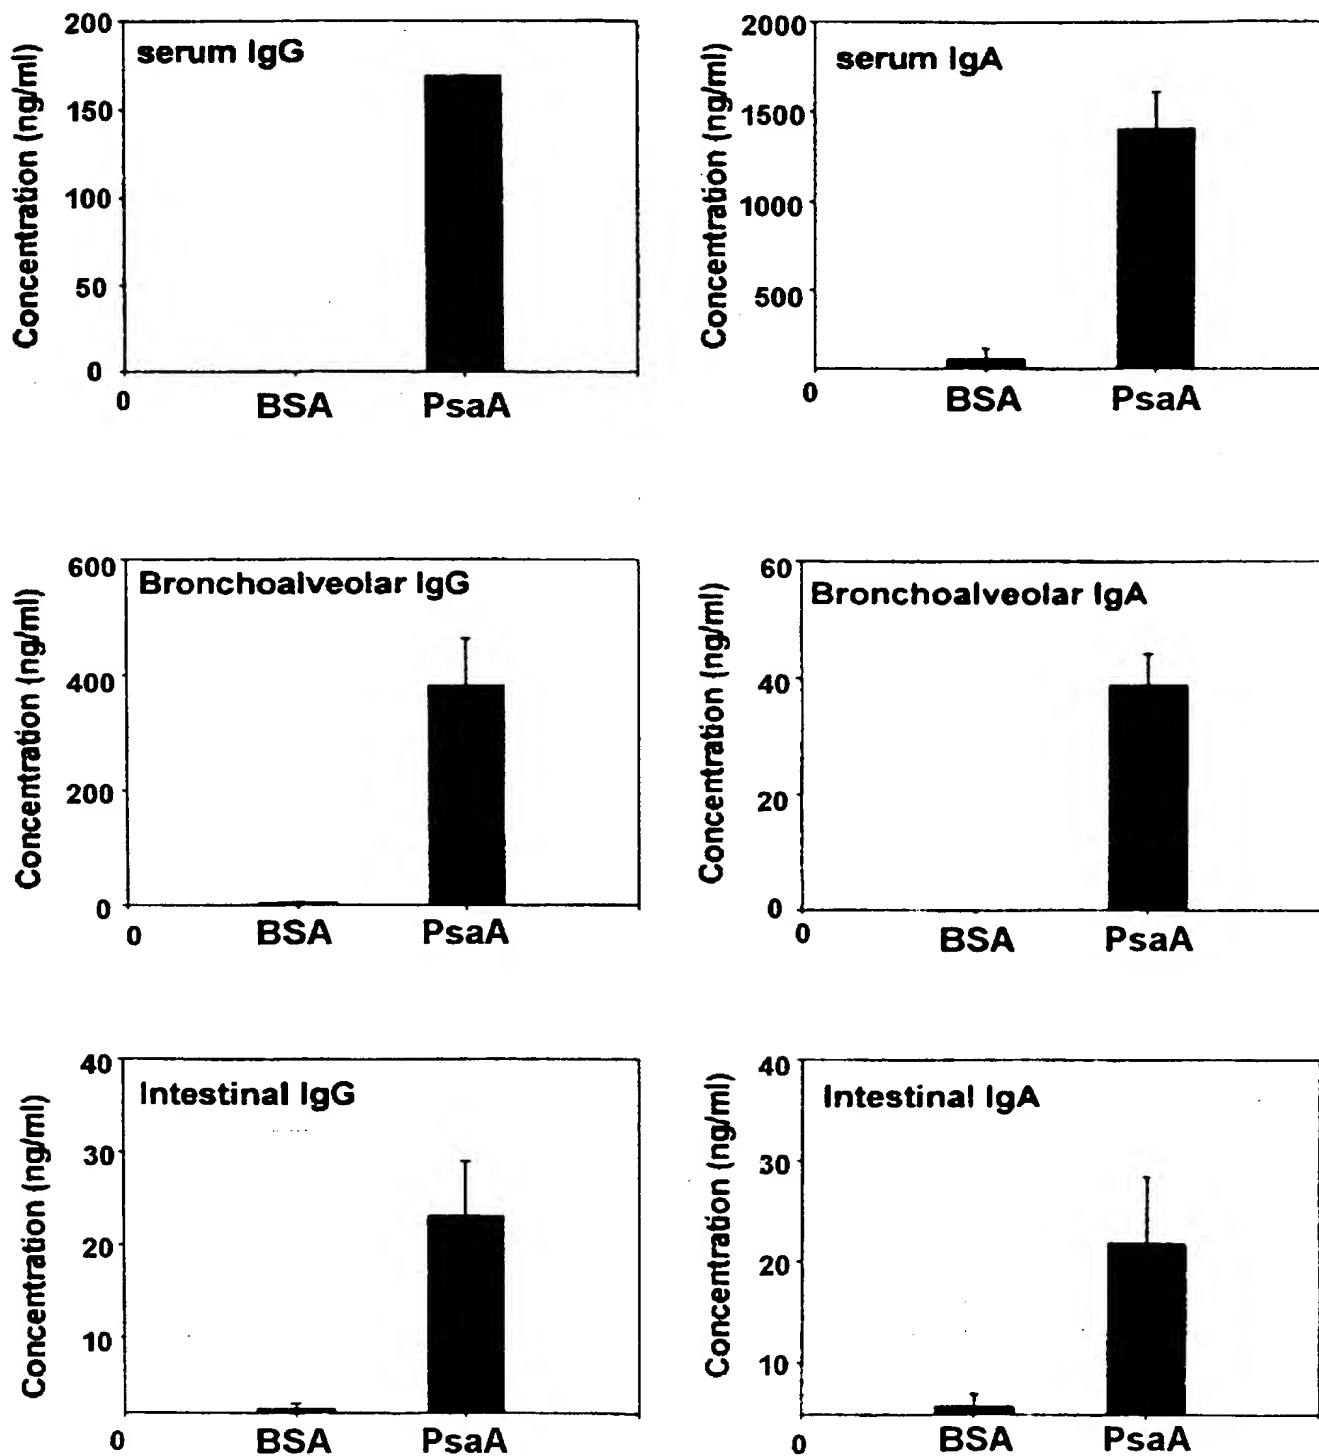 serum IgG
Concentration (ng/ml)
200
150
100
50
0
0
BSA
PsaA
serum IgA
Concentration (ng/ml)
2000
1500
1000
500
0
BSA
PsaA
Bronchoalveolar IgG
Concentration (ng/ml)
600
400
200
0
0
BSA
PsaA
Bronchoalveolar IgA
Concentration (ng/ml)
60
40
20
0
0
BSA
PsaA
Intestinal IgG
Concentration (ng/ml)
40
30
20
10
0
BSA
PsaA
Intestinal IgA
Concentration (ng/ml)
40
30
20
10
0
BSA
PsaA